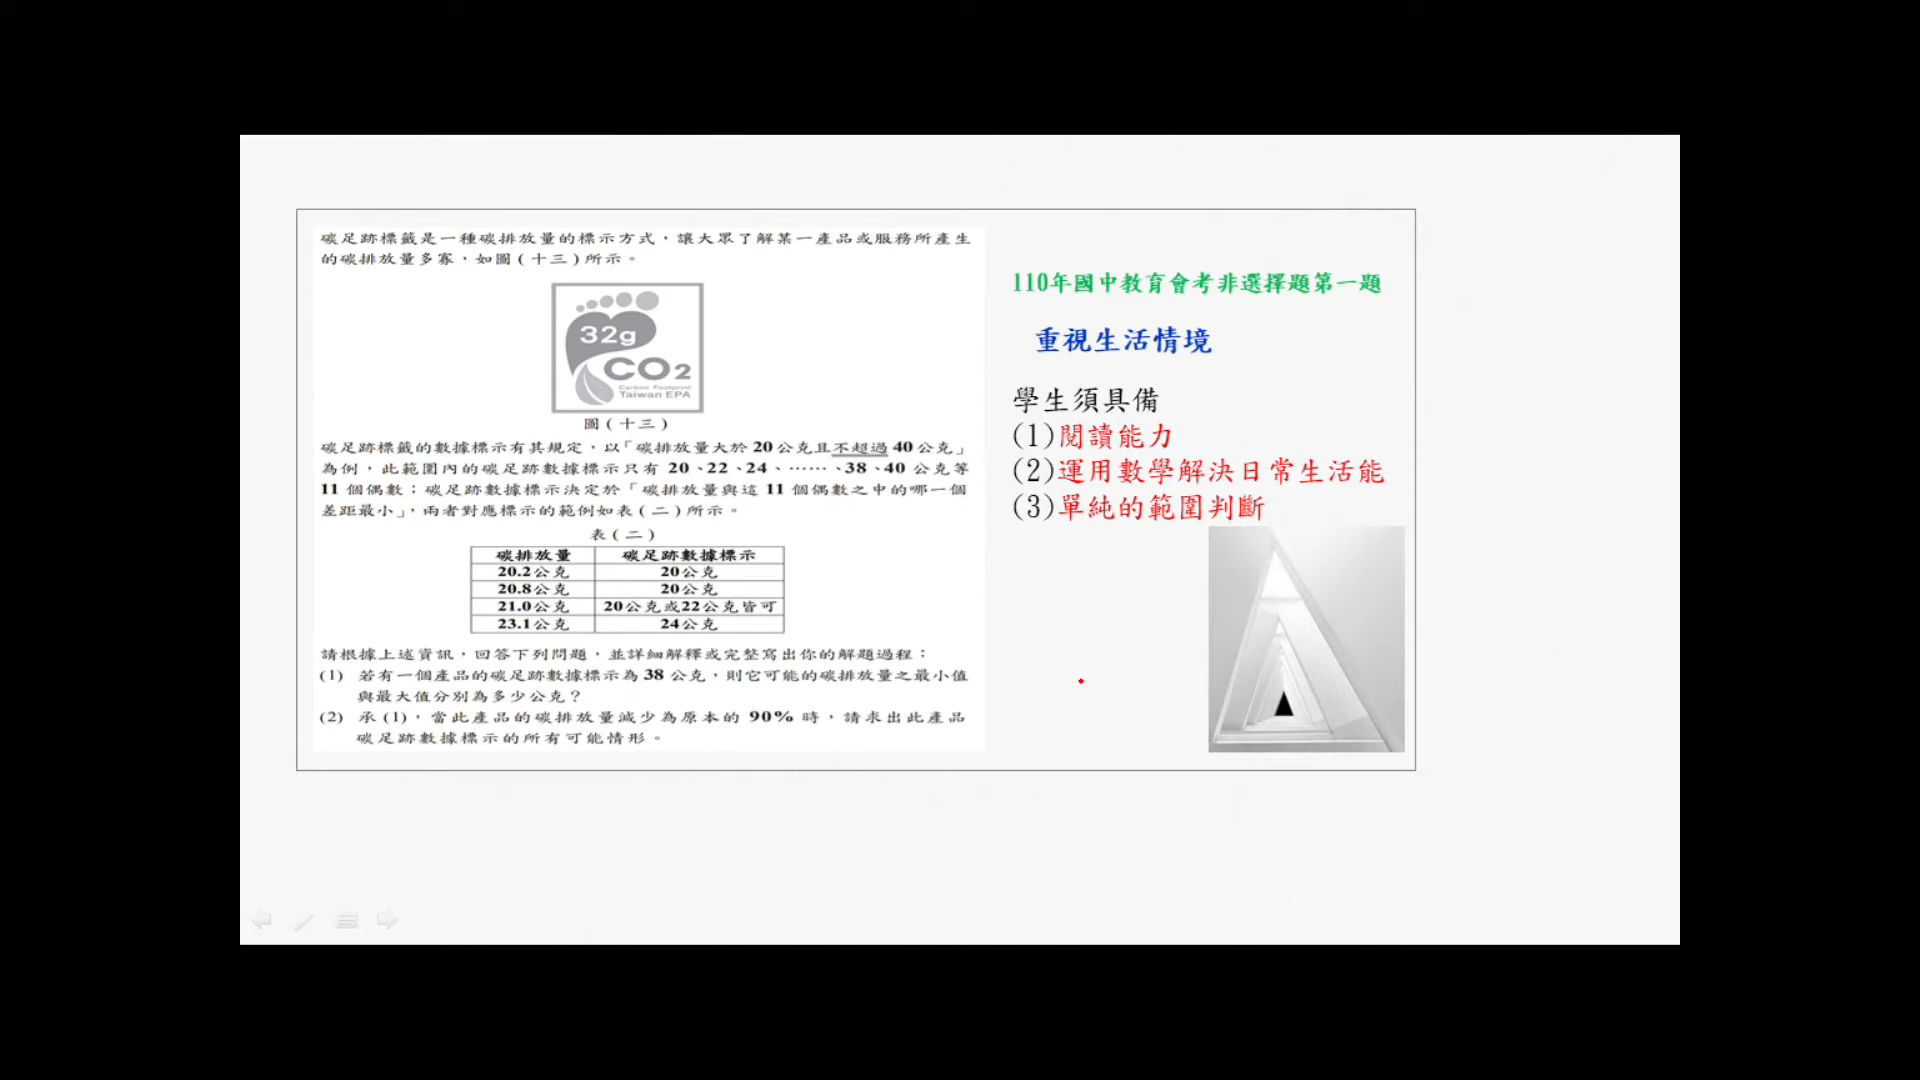 碳足跡標籤是一種碳排放量的標示方式，讓大眾了解某一產品或服務所產生
的碳排放量多寡，如圖(十三)所示。
32g
CO2
Carbon Footprint
Taiwan EPA
圖(十三)
碳足跡標籤的數據標示有其規定，以「碳排放量大於20公克且不超過40公克」
為例，此範圍內的碳足跡數據標示只有 20、22、24、……、38、40 公克等
11 個偶數；碳足跡數據標示決定於「碳排放量與這 11 個偶數之中的哪一個
差距最小」，兩者對應標示的範例如表(二)所示。
表(二)
碳排放量 碳足跡數據標示
20.2公克 20公克
20.8公克 20公克
21.0公克 20公克或22公克皆可
23.1公克 24公克
請根據上述資訊，回答下列問題，並詳細解釋或完整寫出你的解題過程：
(1) 若有一個產品的碳足跡數據標示為 38 公克，則它可能的碳排放量之最小值
與最大值分別為多少公克？
(2) 承(1)，當此產品的碳排放量減少為原本的 90% 時，請求出此產品
碳足跡數據標示的所有可能情形。
110年國中教育會考非選擇題第一題
重視生活情境
學生須具備
(1)閱讀能力
(2)運用數學解決日常生活能
(3)單純的範圍判斷